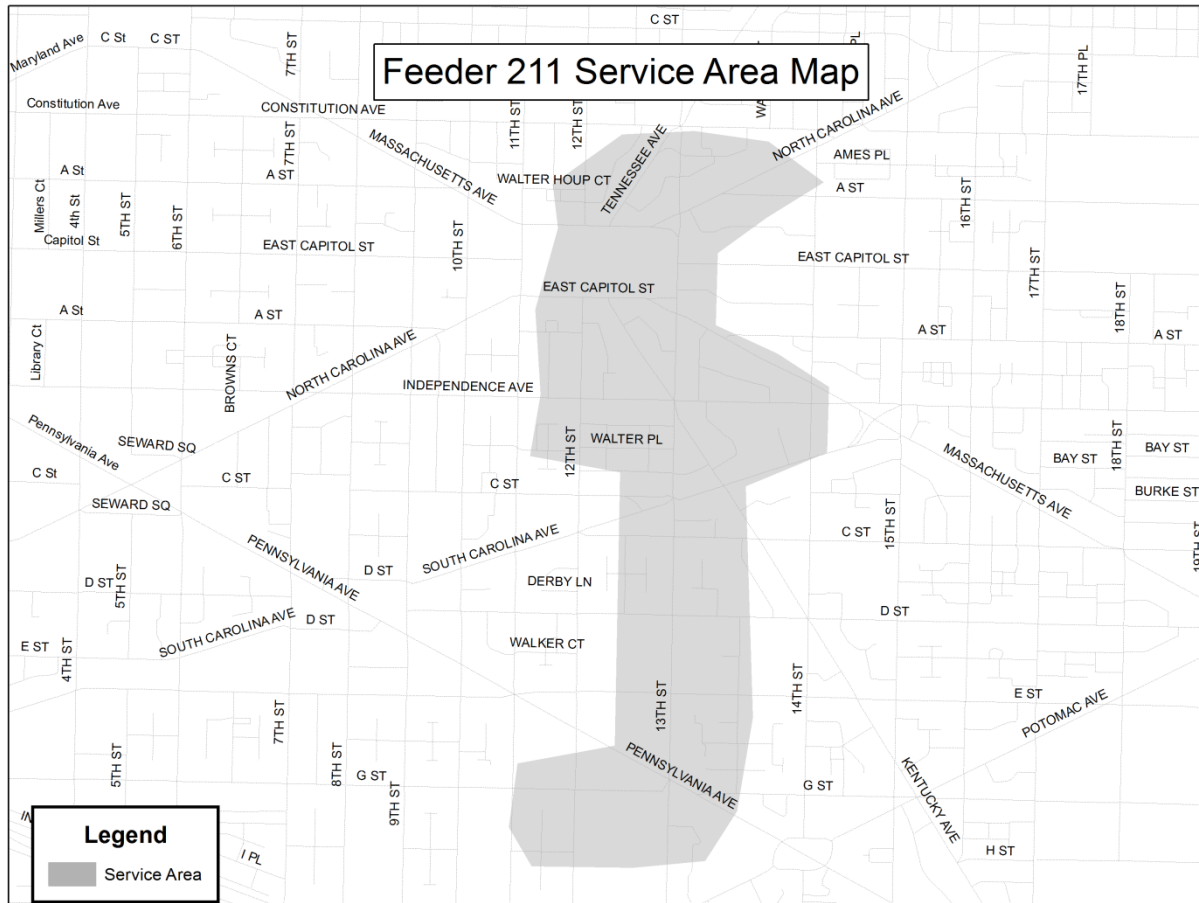 C ST
Maryland Ave
C St
C ST
7TH ST
Feeder 211 Service Area Map
17TH PL
Constitution Ave
CONSTITUTION AVE
11TH ST
12TH ST
NORTH CAROLINA AVE
7TH ST
MASSACHUSETTS AVE
TENNESSEE AVE
AMES PL
A St
A ST
WALTER HOUP CT
A ST
Millers Ct
4th St
5TH ST
6TH ST
16TH ST
Capitol St
EAST CAPITOL ST
10TH ST
EAST CAPITOL ST
17TH ST
EAST CAPITOL ST
18TH ST
A St
A ST
A ST
A ST
Library Ct
BROWNS CT
NORTH CAROLINA AVE
INDEPENDENCE AVE
Pennsylvania Ave
SEWARD SQ
12TH ST
WALTER PL
18TH ST
BAY ST
BAY ST
MASSACHUSETTS AVE
C St
C ST
C ST
BURKE ST
SEWARD SQ
15TH ST
C ST
19TH ST
PENNSYLVANIA AVE
SOUTH CAROLINA AVE
D ST
5TH ST
D ST
DERBY LN
D ST
SOUTH CAROLINA AVE
D ST
E ST
4TH ST
WALKER CT
13TH ST
14TH ST
E ST
POTOMAC AVE
7TH ST
5TH ST
8TH ST
G ST
9TH ST
PENNSYLVANIA AVE
G ST
KENTUCKY AVE
I PL
H ST
Legend
Service Area